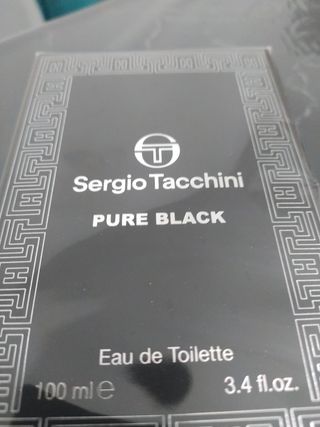 Sergio Tacchini
PURE BLACK
Eau de Toilette
100 ml ℮ 3.4 fl.oz.